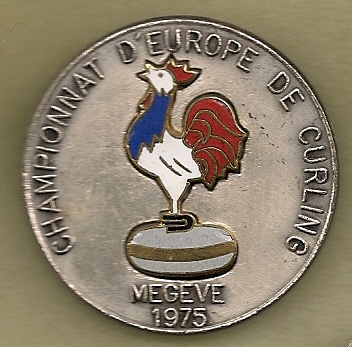 CHAMPIONNAT D'EUROPE DE CURLING
MEGEVE
1975